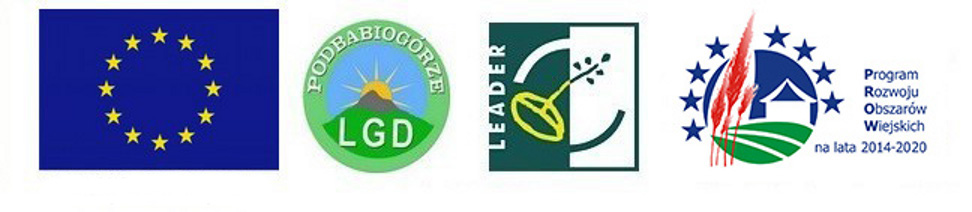 PODBABIOGÓRZE
LGD
LEADER
Program
Rozwoju
Obszarów
Wiejskich
na lata 2014-2020